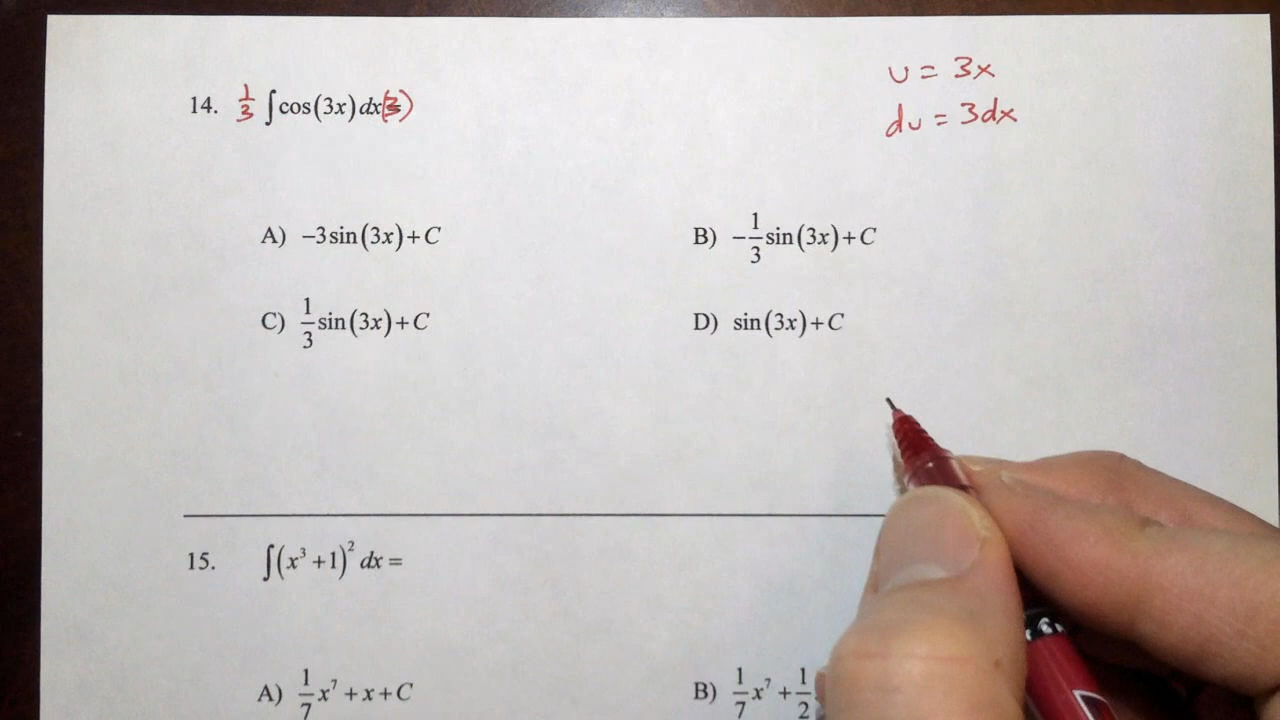 u = 3x
14. 1/3 ∫cos(3x)dx(3)
du = 3dx
A) −3sin(3x)+C
B) −1/3 sin(3x)+C
C) 1/3 sin(3x)+C
D) sin(3x)+C
15. ∫(x³+1)² dx =
A) 1/7 x⁷ + x + C
B) 1/7 x⁷ + 1/2